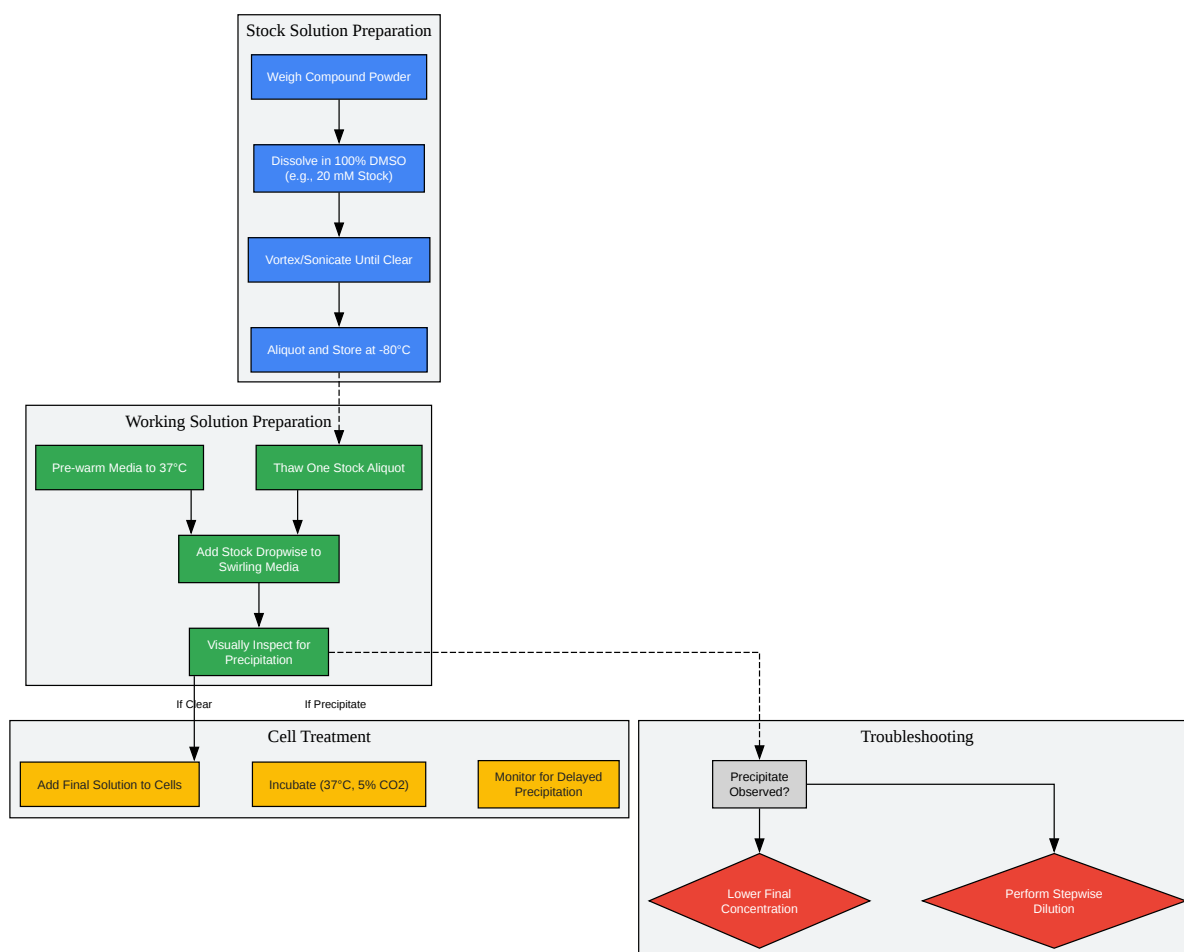 Stock Solution Preparation
Weigh Compound Powder
Dissolve in 100% DMSO
(e.g., 20 mM Stock)
Vortex/Sonicate Until Clear
Aliquot and Store at -80°C
Working Solution Preparation
Pre-warm Media to 37°C
Thaw One Stock Aliquot
Add Stock Dropwise to
Swirling Media
Visually Inspect for
Precipitation
If Clear
If Precipitate
Cell Treatment
Add Final Solution to Cells
Incubate (37°C, 5% CO2)
Monitor for Delayed
Precipitation
Troubleshooting
Precipitate
Observed?
Lower Final
Concentration
Perform Stepwise
Dilution